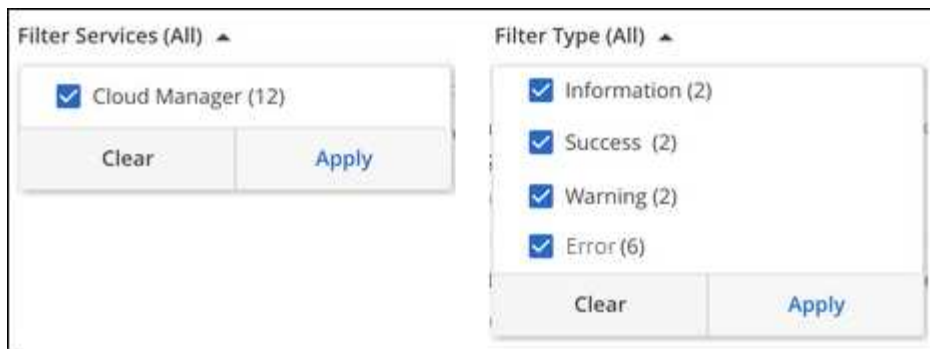 Filter Services (All)
Cloud Manager (12)
Clear
Apply
Filter Type (All)
Information (2)
Success (2)
Warning (2)
Error (6)
Clear
Apply